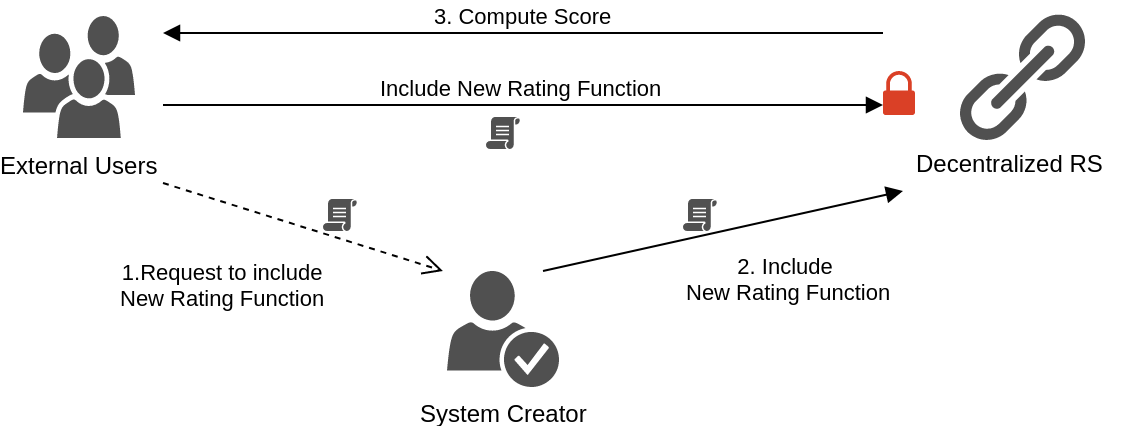 3. Compute Score
Include New Rating Function
External Users
Decentralized RS
1.Request to include
New Rating Function
2. Include
New Rating Function
System Creator